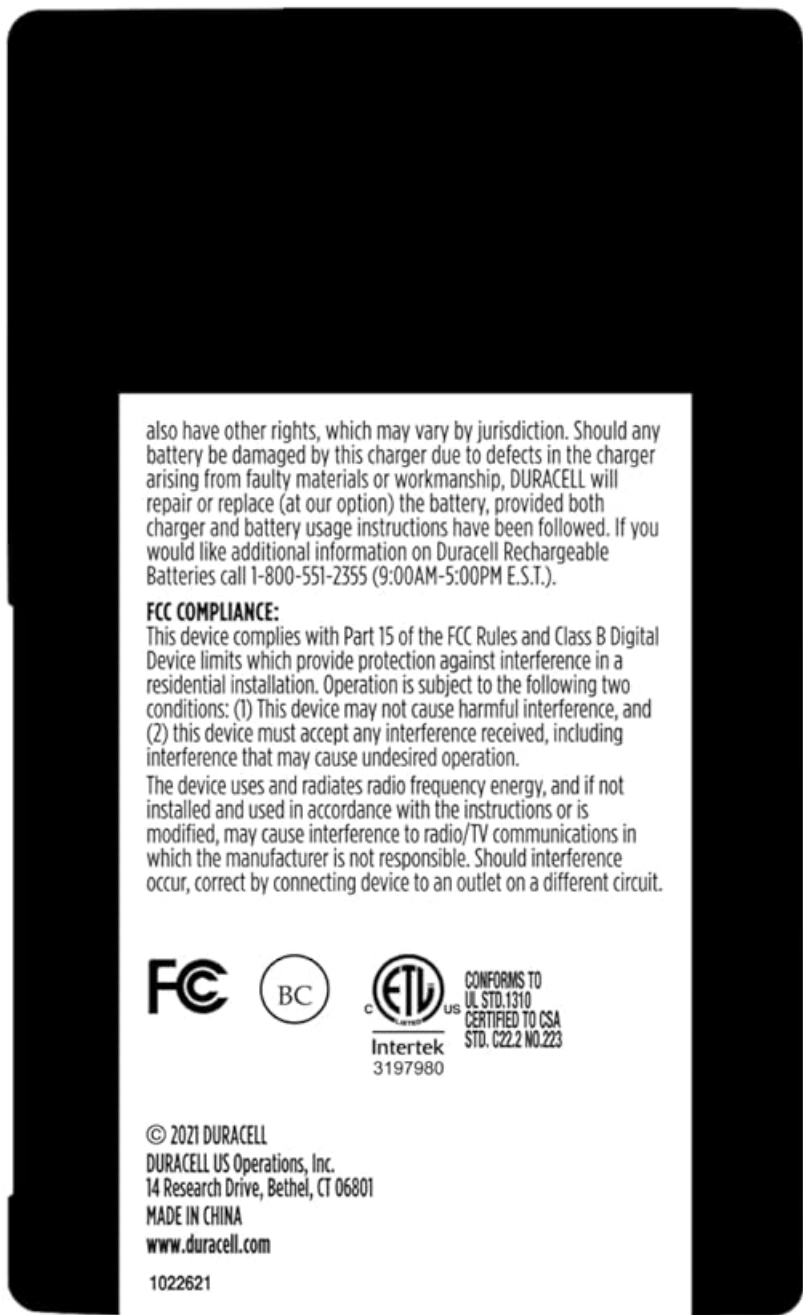 also have other rights, which may vary by jurisdiction. Should any
battery be damaged by this charger due to defects in the charger
arising from faulty materials or workmanship, DURACELL will
repair or replace (at our option) the battery, provided both
charger and battery usage instructions have been followed. If you
would like additional information on Duracell Rechargeable
Batteries call 1-800-551-2355 (9:00AM-5:00PM E.S.T.).
FCC COMPLIANCE:
This device complies with Part 15 of the FCC Rules and Class B Digital
Device limits which provide protection against interference in a
residential installation. Operation is subject to the following two
conditions: (1) This device may not cause harmful interference, and
(2) this device must accept any interference received, including
interference that may cause undesired operation.
The device uses and radiates radio frequency energy, and if not
installed and used in accordance with the instructions or is
modified, may cause interference to radio/TV communications in
which the manufacturer is not responsible. Should interference
occur, correct by connecting device to an outlet on a different circuit.
FC
BC
C ETL US
LISTED
Intertek
3197980
CONFORMS TO
UL STD.1310
CERTIFIED TO CSA
STD. C22.2 NO.223
© 2021 DURACELL
DURACELL US Operations, Inc.
14 Research Drive, Bethel, CT 06801
MADE IN CHINA
www.duracell.com
1022621